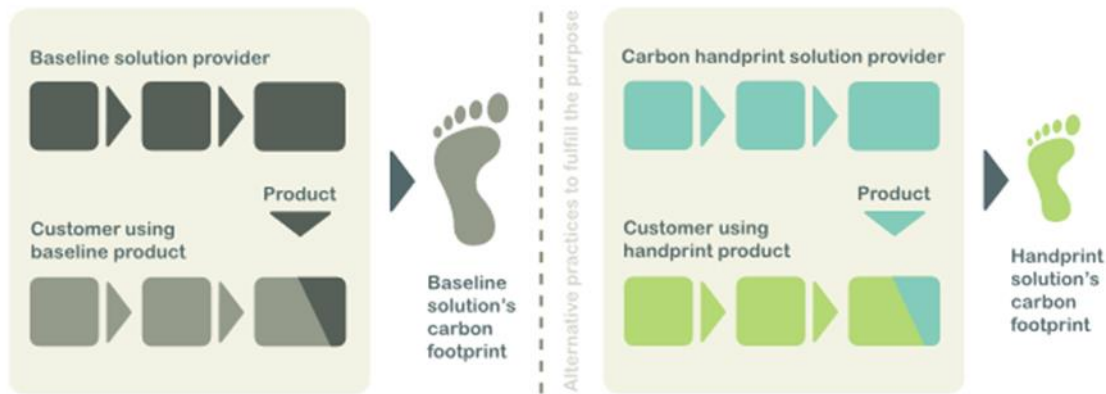 Baseline solution provider
Product
Customer using
baseline product
Baseline
solution's
carbon
footprint
Alternative practices to fulfill the purpose
Carbon handprint solution provider
Product
Customer using
handprint product
Handprint
solution's
carbon
footprint